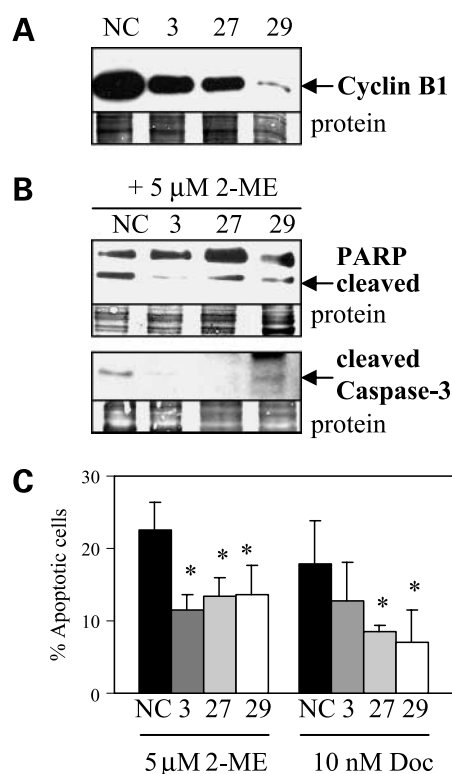 A
NC 3 27 29
Cyclin B1
protein
B
+ 5 µM 2-ME
NC 3 27 29
PARP
cleaved
protein
cleaved
Caspase-3
protein
C
% Apoptotic cells
30
20
10
0
* * *
* *
NC 3 27 29 NC 3 27 29
5 µM 2-ME 10 nM Doc